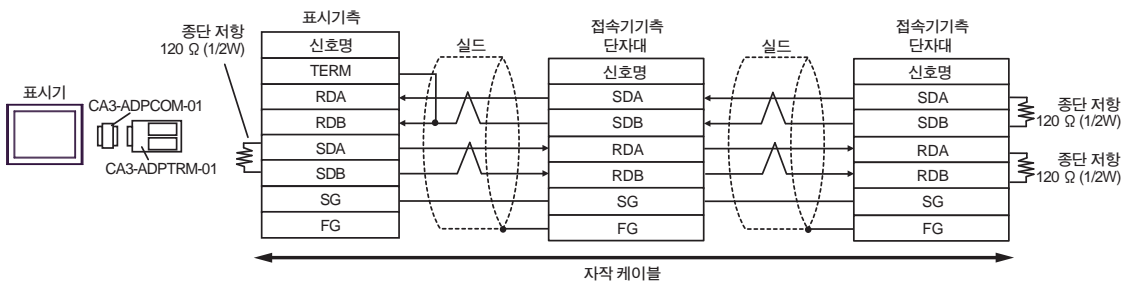 표시기
CA3-ADPCOM-01
CA3-ADPTRM-01
종단 저항
120 Ω (1/2W)
표시기측
신호명
TERM
RDA
RDB
SDA
SDB
SG
FG
실드
접속기기측
단자대
신호명
SDA
SDB
RDA
RDB
SG
FG
실드
접속기기측
단자대
신호명
SDA
SDB
RDA
RDB
SG
FG
종단 저항
120 Ω (1/2W)
종단 저항
120 Ω (1/2W)
자작 케이블